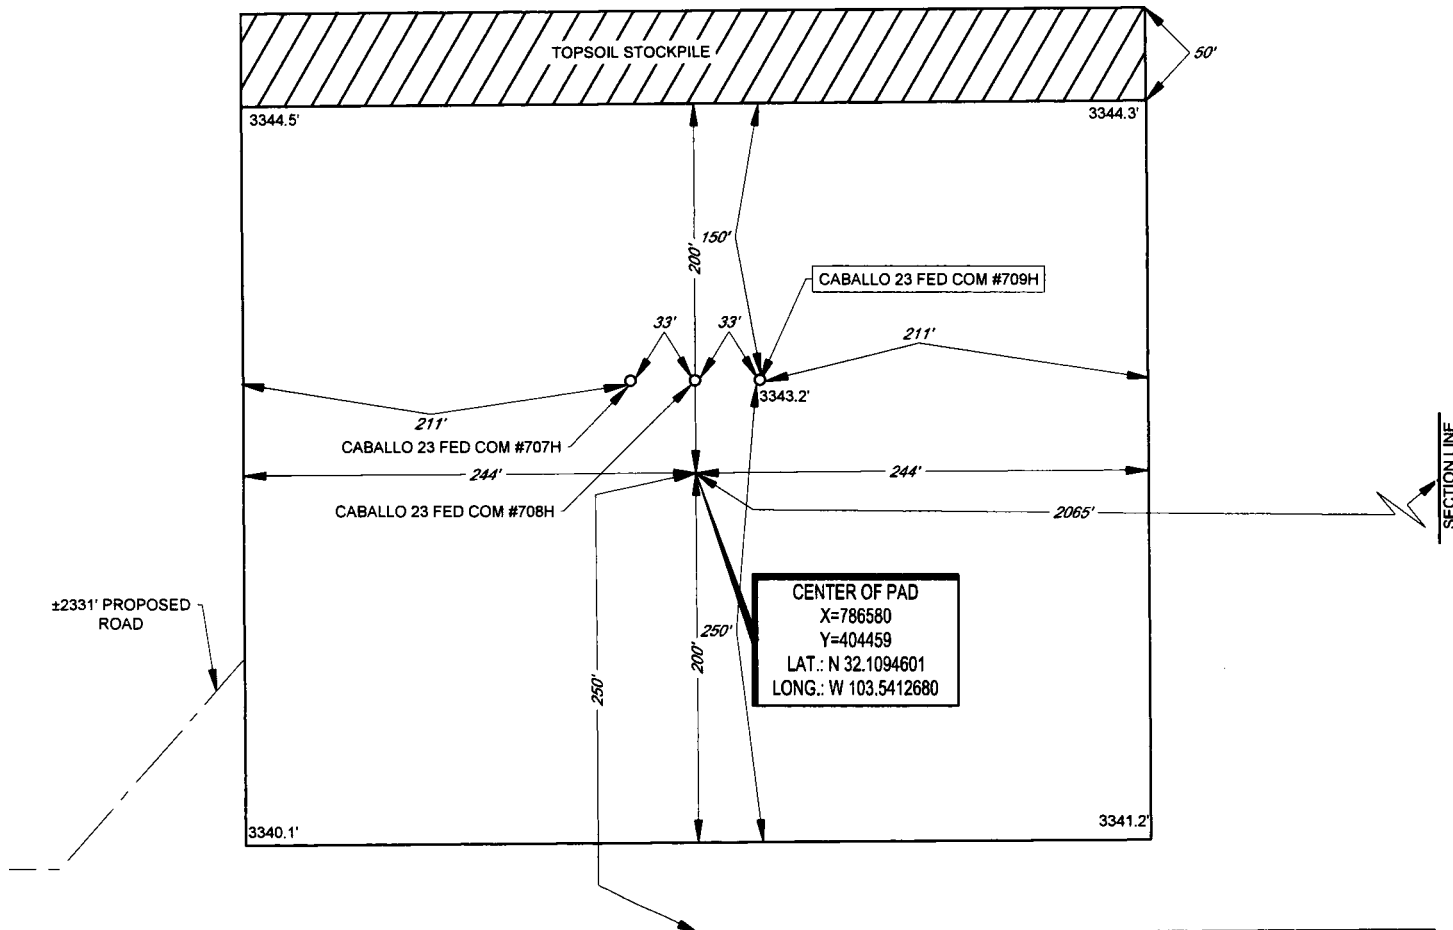 TOPSOIL STOCKPILE
50'
3344.5'
3344.3'
150'
200'
CABALLO 23 FED COM #709H
33'
33'
211'
3343.2'
211'
CABALLO 23 FED COM #707H
SECTION LINE
244'
244'
CABALLO 23 FED COM #708H
2065'
CENTER OF PAD
X=786580
Y=404459
LAT.: N 32.1094601
LONG.: W 103.5412680
±2331' PROPOSED
ROAD
250'
200'
250'
3340.1'
3341.2'